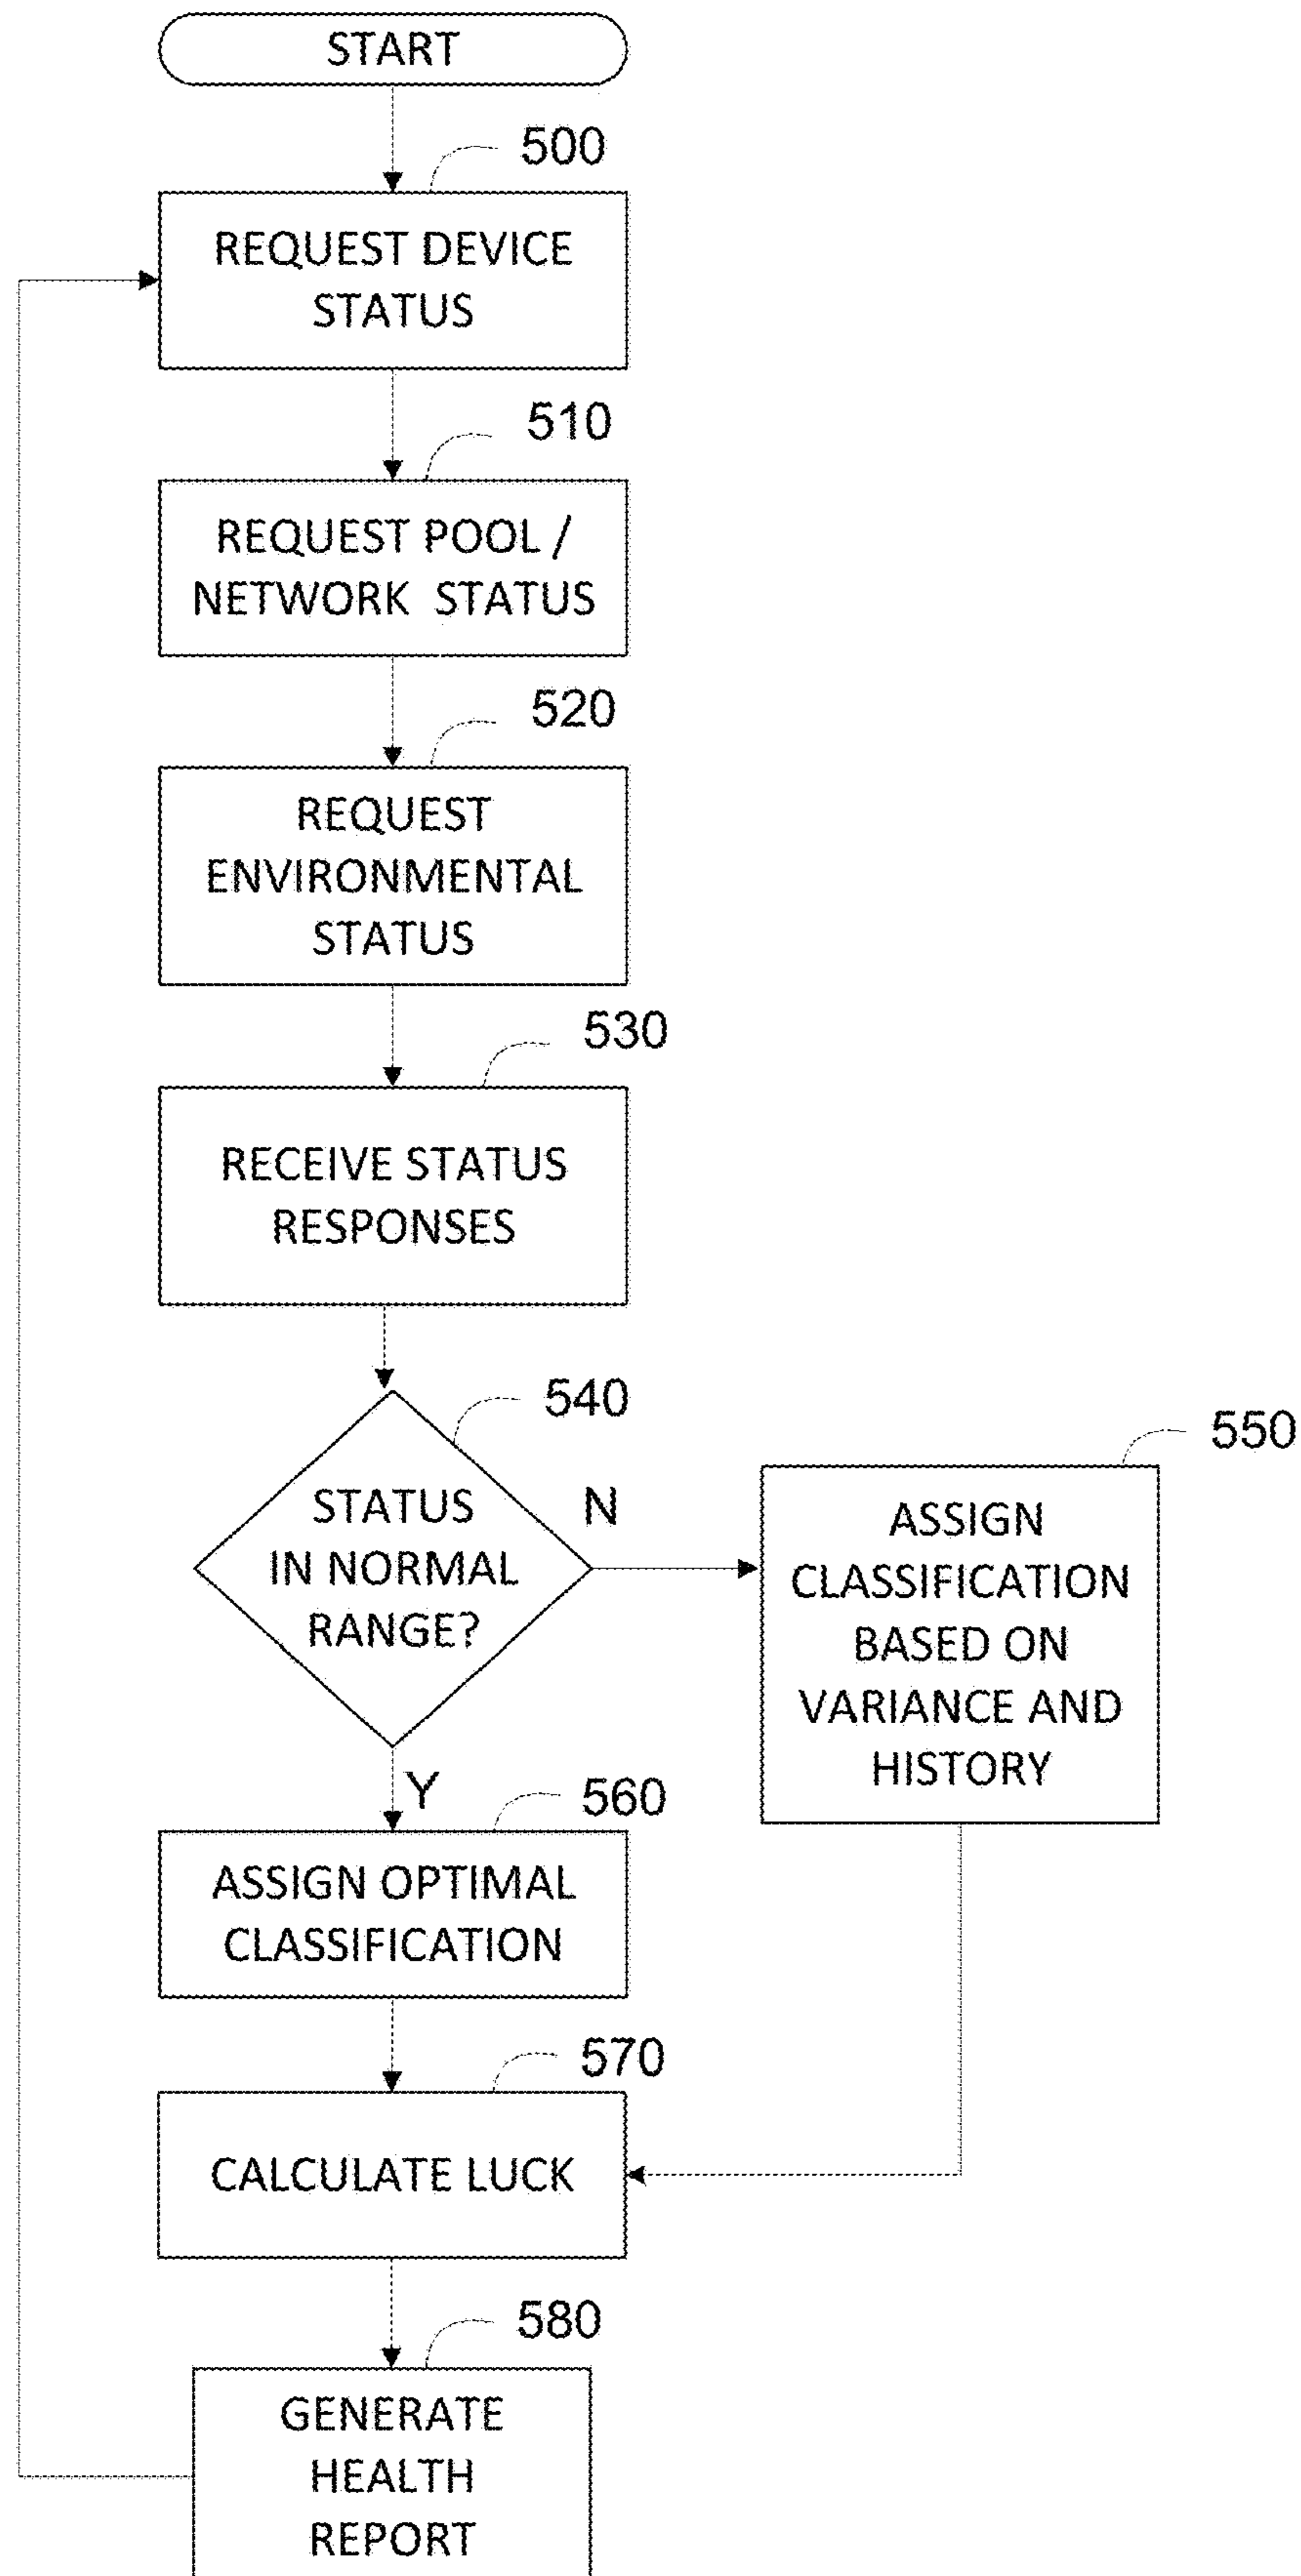 START
500
REQUEST DEVICE
STATUS
510
REQUEST POOL /
NETWORK STATUS
520
REQUEST
ENVIRONMENTAL
STATUS
530
RECEIVE STATUS
RESPONSES
540
STATUS
IN NORMAL
RANGE?
N
550
ASSIGN
CLASSIFICATION
BASED ON
VARIANCE AND
HISTORY
Y
560
ASSIGN OPTIMAL
CLASSIFICATION
570
CALCULATE LUCK
580
GENERATE
HEALTH
REPORT